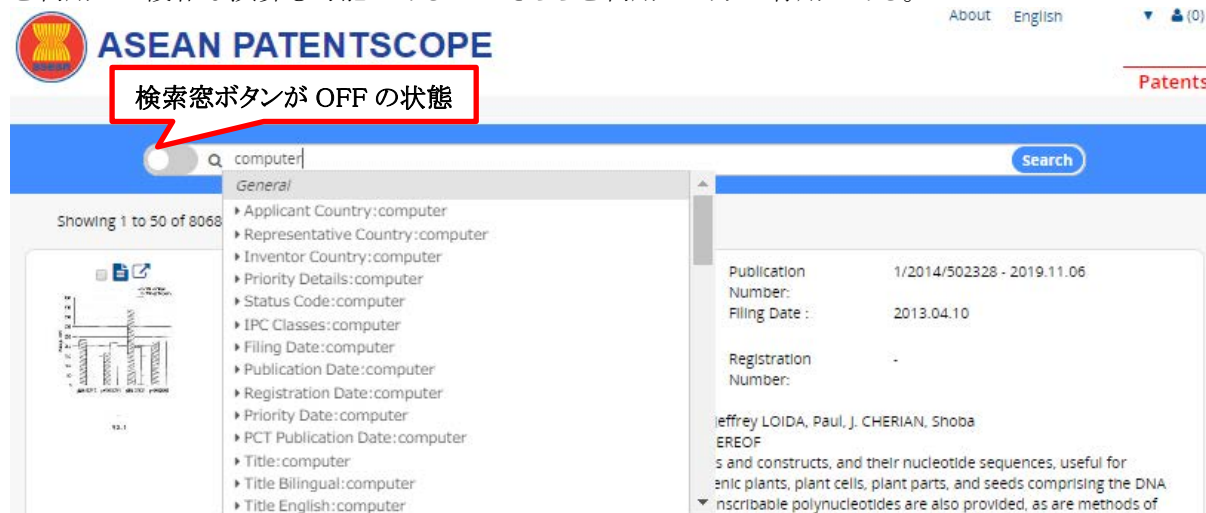 About English ▼ (0)
ASEAN PATENTSCOPE
Patents
検索窓ボタンが OFF の状態
computer
Search
General
Applicant Country:computer
Representative Country:computer
Inventor Country:computer
Priority Details:computer
Status Code:computer
IPC Classes:computer
Filing Date:computer
Publication Date:computer
Registration Date:computer
Priority Date:computer
PCT Publication Date:computer
Title:computer
Title Bilingual:computer
Title English:computer
Showing 1 to 50 of 8068
Publication Number: 1/2014/502328 - 2019.11.06
Filing Date : 2013.04.10
Registration Number: -
Jeffrey LOIDA, Paul, J. CHERIAN, Shoba
EREOF
s and constructs, and their nucleotide sequences, useful for
enic plants, plant cells, plant parts, and seeds comprising the DNA
nscribable polynucleotides are also provided, as are methods of